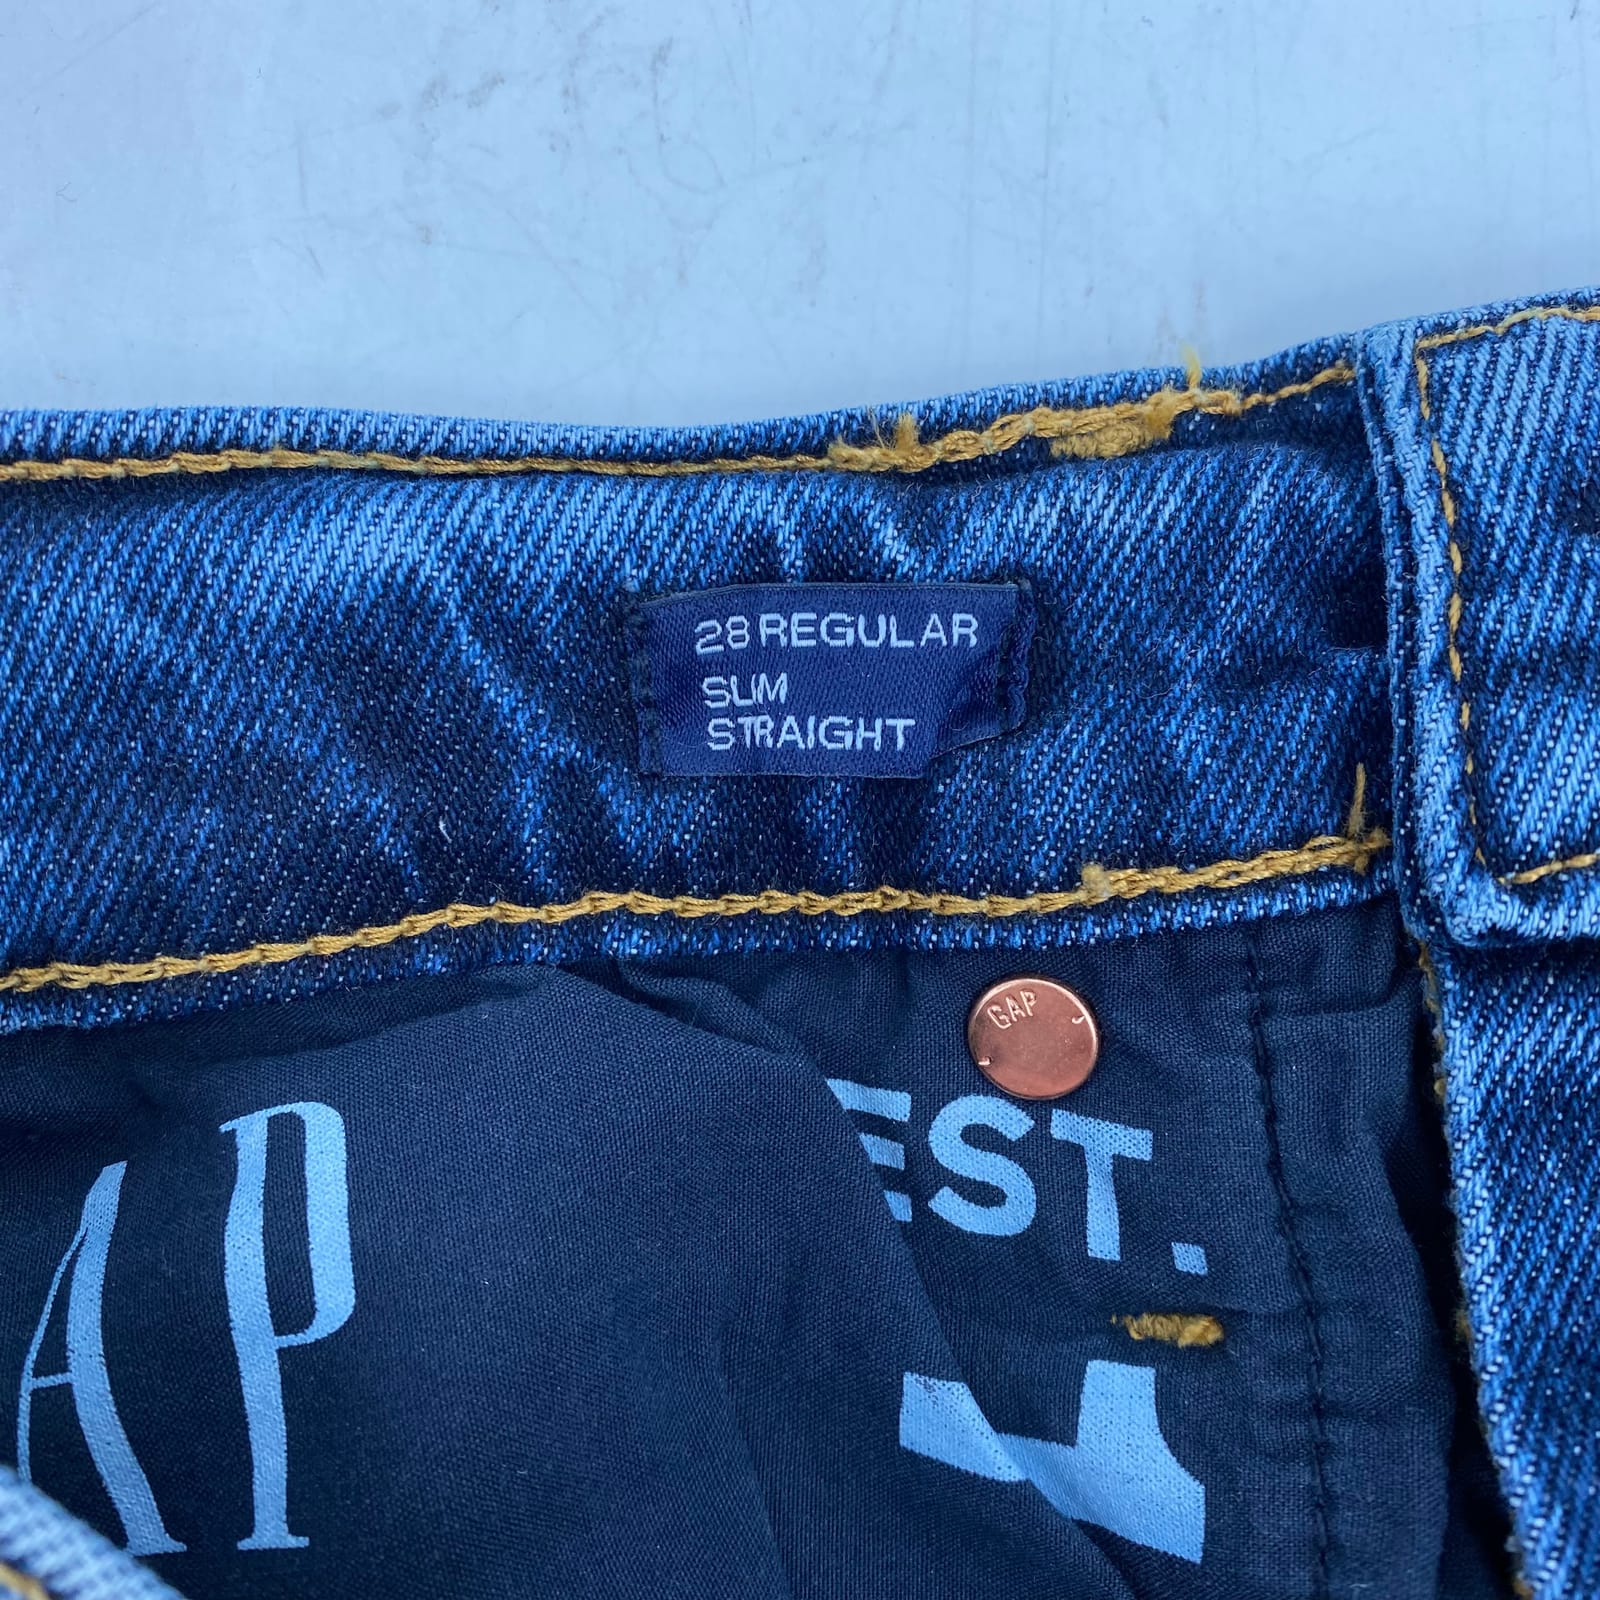 28 REGULAR
SLIM
STRAIGHT
GAP
EST.
AP